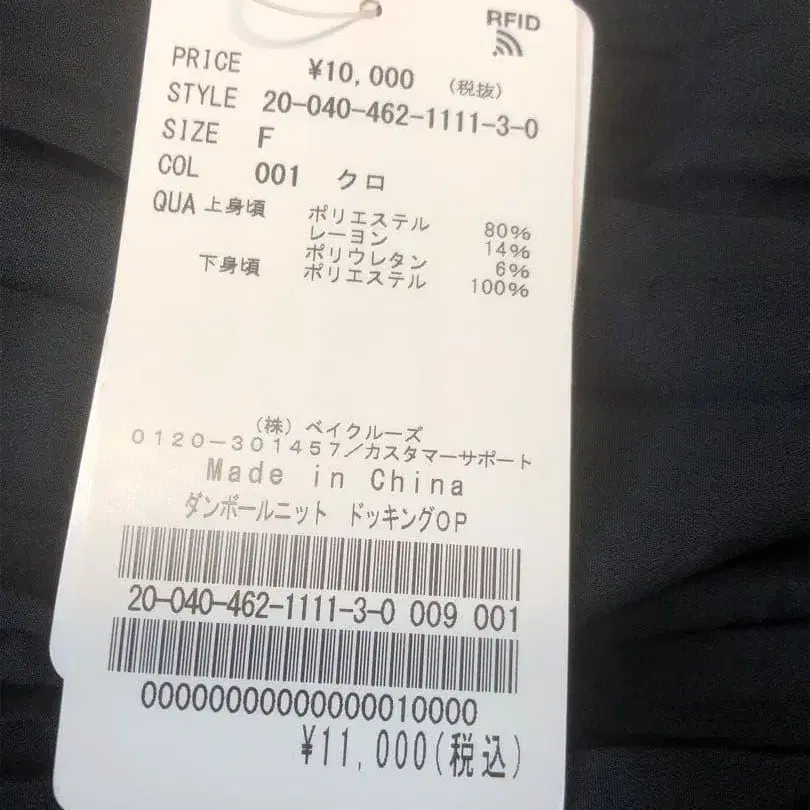 RFID
PRICE ¥10,000 (税抜)
STYLE 20-040-462-1111-3-0
SIZE F
COL 001 クロ
QUA 上身頃 ポリエステル 80%
レーヨン 14%
ポリウレタン 6%
下身頃 ポリエステル 100%
(株) ベイクルーズ
0120-301457/カスタマーサポート
Made in China
ダンボールニット ドッキングOP
20-040-462-1111-3-0 009 001
00000000000000010000
¥11,000(税込)